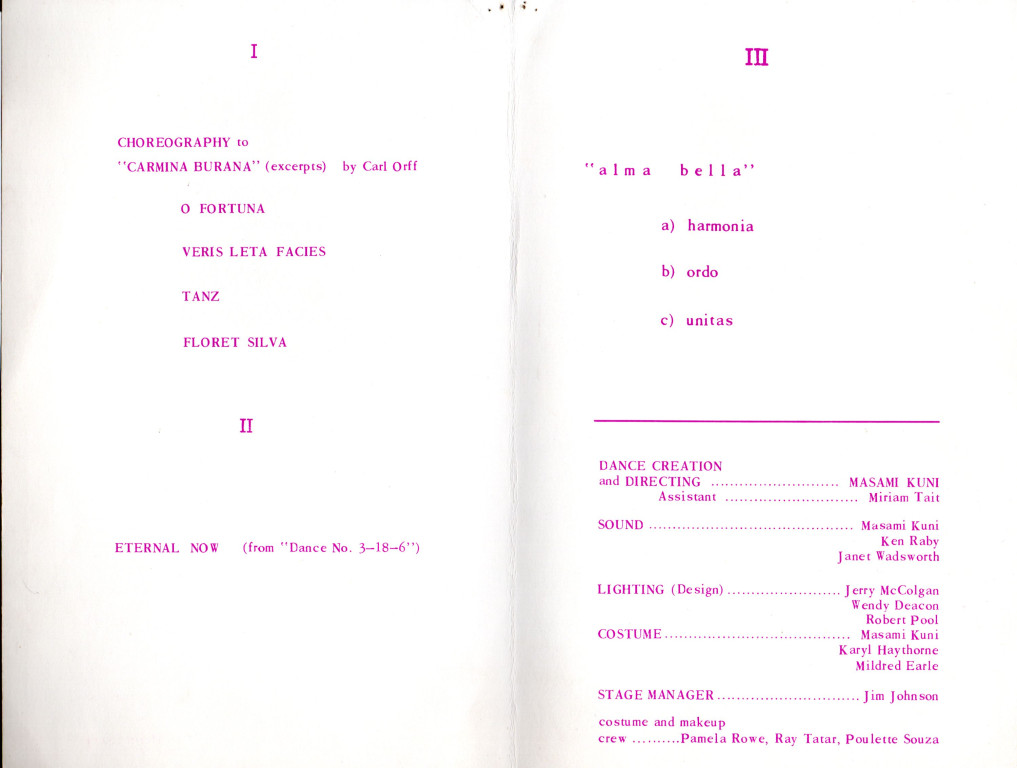 I
CHOREOGRAPHY to
"CARMINA BURANA" (excerpts) by Carl Orff
O FORTUNA
VERIS LETA FACIES
TANZ
FLORET SILVA
II
ETERNAL NOW (from "Dance No. 3–18–6")
III
"alma bella"
a) harmonia
b) ordo
c) unitas
DANCE CREATION
and DIRECTING ........................... MASAMI KUNI
Assistant ............................ Miriam Tait
SOUND ........................................... Masami Kuni
Ken Raby
Janet Wadsworth
LIGHTING (Design) ........................ Jerry McColgan
Wendy Deacon
Robert Pool
COSTUME ....................................... Masami Kuni
Karyl Haythorne
Mildred Earle
STAGE MANAGER .............................. Jim Johnson
costume and makeup
crew ..........Pamela Rowe, Ray Tatar, Poulette Souza